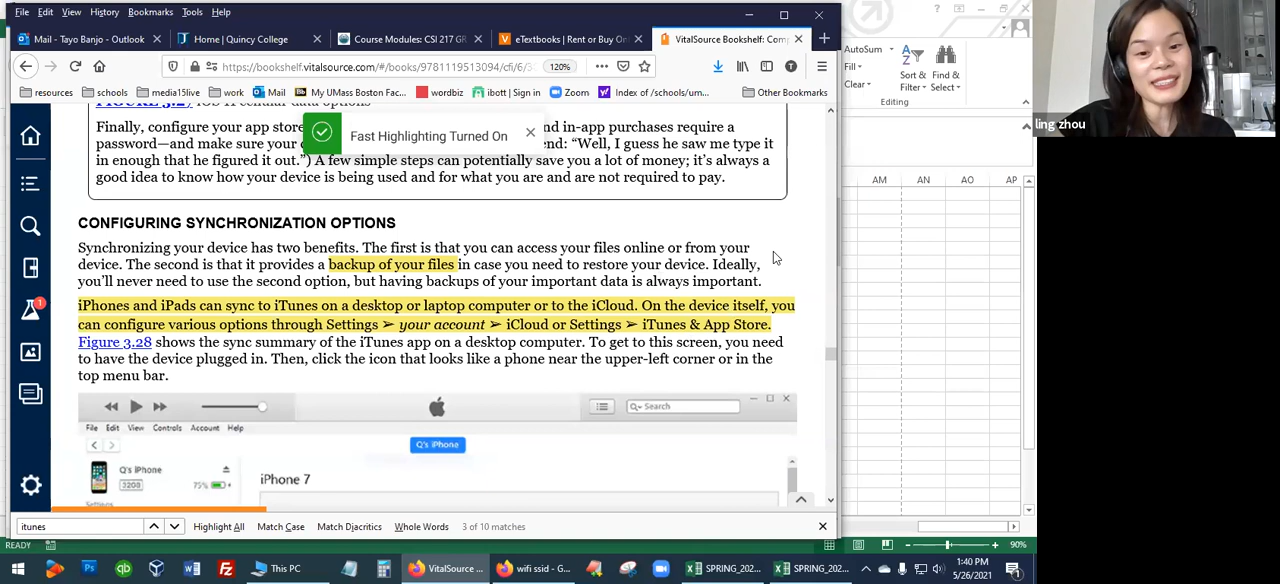 File Edit View History Bookmarks Tools Help
Mail - Tayo Banjo - Outlook
Home | Quincy College
Course Modules: CSI 217 GR
eTextbooks | Rent or Buy On
VitalSource Bookshelf: Com
https://bookshelf.vitalsource.com/#/books/9781119513094/cfi/6/3
120%
resources schools media15live work Mail My UMass Boston Fac... wordbiz ibott | Sign in Zoom Index of /schools/um... Other Bookmarks
Fast Highlighting Turned On
Finally, configure your app store
nd in-app purchases require a
password—and make sure your
end: “Well, I guess he saw me type it
in enough that he figured it out.”) A few simple steps can potentially save you a lot of money; it’s always a
good idea to know how your device is being used and for what you are and are not required to pay.
CONFIGURING SYNCHRONIZATION OPTIONS
Synchronizing your device has two benefits. The first is that you can access your files online or from your
device. The second is that it provides a backup of your files in case you need to restore your device. Ideally,
you’ll never need to use the second option, but having backups of your important data is always important.
iPhones and iPads can sync to iTunes on a desktop or laptop computer or to the iCloud. On the device itself, you
can configure various options through Settings ➢ your account ➢ iCloud or Settings ➢ iTunes & App Store.
Figure 3.28 shows the sync summary of the iTunes app on a desktop computer. To get to this screen, you need
to have the device plugged in. Then, click the icon that looks like a phone near the upper-left corner or in the
top menu bar.
Search
File Edit View Controls Account Help
Q's iPhone
Q's iPhone
32GB
75%
iPhone 7
Settings
1
itunes
Highlight All Match Case Match Diacritics Whole Words 3 of 10 matches
AutoSum
Fill
Clear
Sort & Filter
Find & Select
Editing
AM AN AO AP
READY
90%
ling zhou
This PC
VitalSource ...
wifi ssid - G...
SPRING_202...
SPRING_202...
1:40 PM
5/26/2021